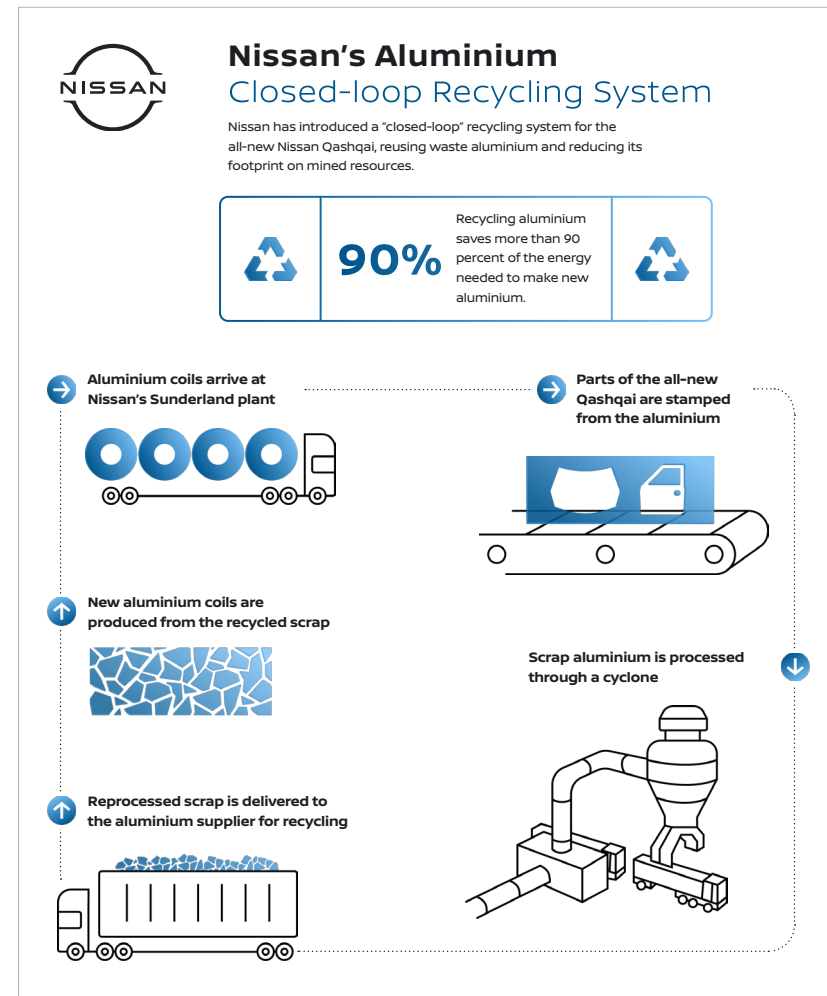 NISSAN
Nissan's Aluminium
Closed-loop Recycling System
Nissan has introduced a "closed-loop" recycling system for the
all-new Nissan Qashqai, reusing waste aluminium and reducing its
footprint on mined resources.
90%
Recycling aluminium
saves more than 90
percent of the energy
needed to make new
aluminium.
Aluminium coils arrive at
Nissan's Sunderland plant
Parts of the all-new
Qashqai are stamped
from the aluminium
New aluminium coils are
produced from the recycled scrap
Scrap aluminium is processed
through a cyclone
Reprocessed scrap is delivered to
the aluminium supplier for recycling